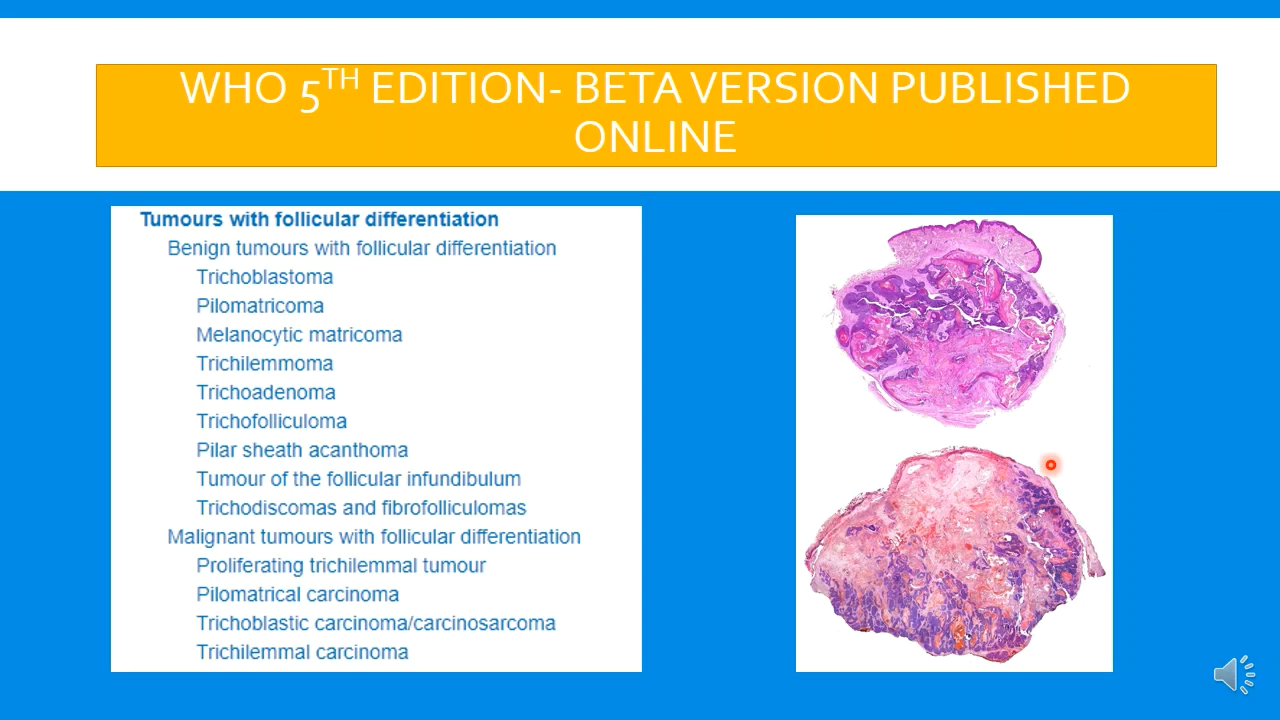 WHO 5TH EDITION- BETA VERSION PUBLISHED
ONLINE
Tumours with follicular differentiation
Benign tumours with follicular differentiation
Trichoblastoma
Pilomatricoma
Melanocytic matricoma
Trichilemmoma
Trichoadenoma
Trichofolliculoma
Pilar sheath acanthoma
Tumour of the follicular infundibulum
Trichodiscomas and fibrofolliculomas
Malignant tumours with follicular differentiation
Proliferating trichilemmal tumour
Pilomatrical carcinoma
Trichoblastic carcinoma/carcinosarcoma
Trichilemmal carcinoma